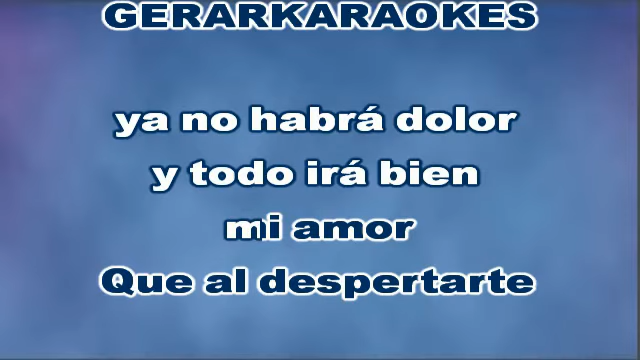 GERARKARAOKES
ya no habrá dolor
y todo irá bien
mi amor
Que al despertarte